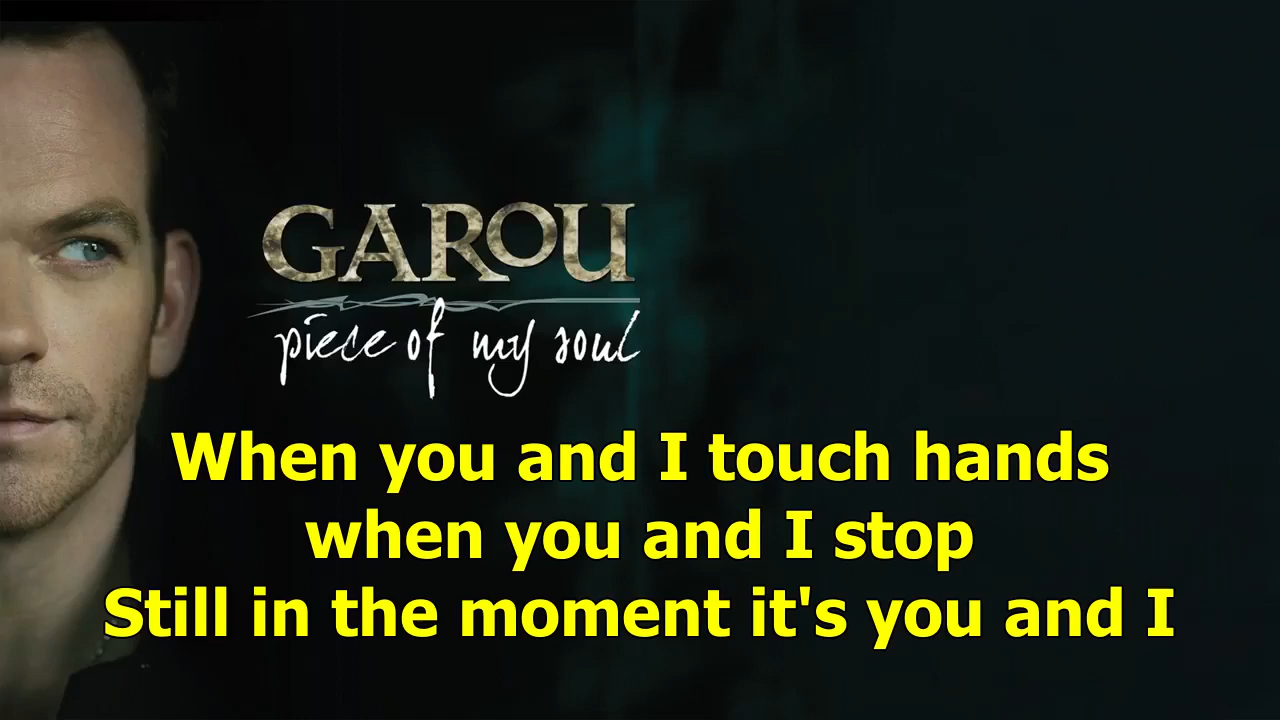 GAROU
piece of my soul
When you and I touch hands
when you and I stop
Still in the moment it's you and I